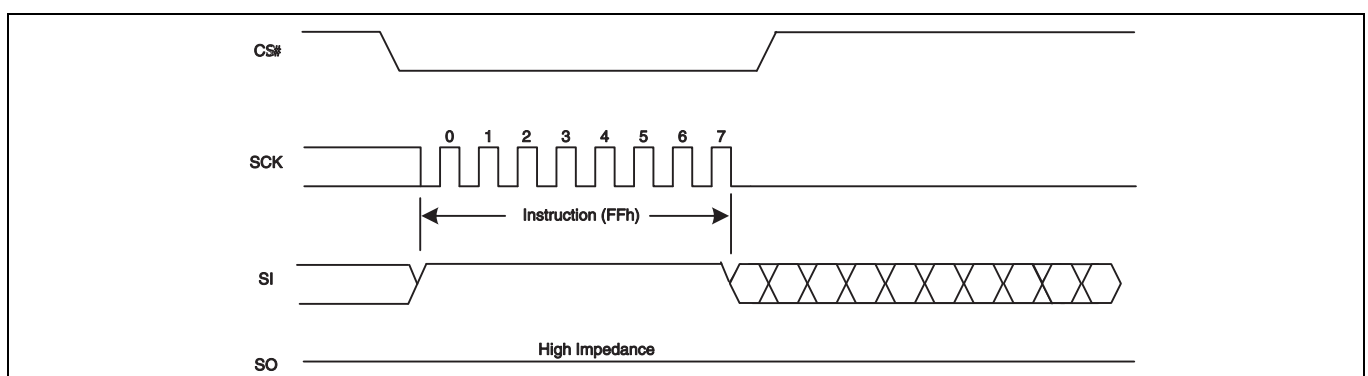 CS#
0 1 2 3 4 5 6 7
SCK
Instruction (FFh)
SI
High Impedance
SO